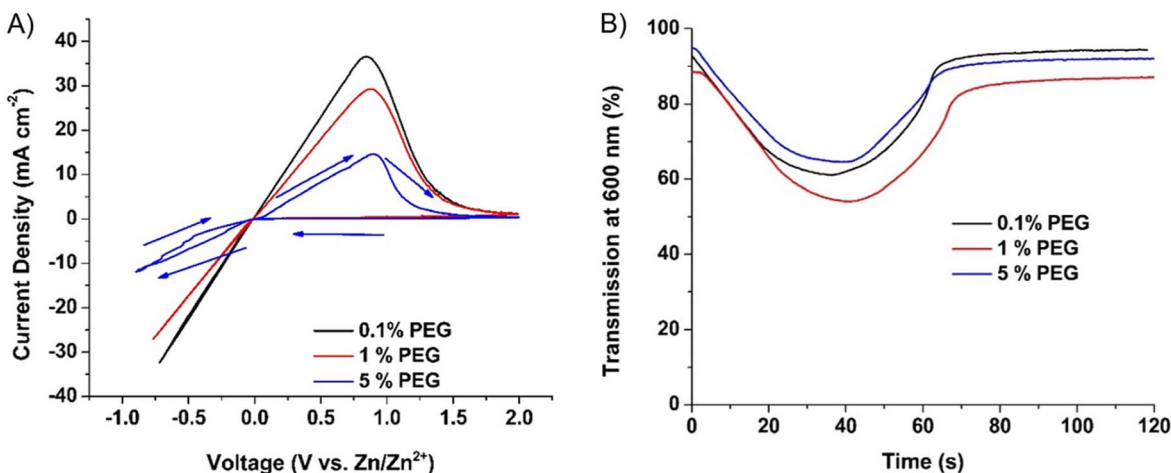 A)
Current Density (mA cm⁻²)
40
30
20
10
0
-10
-20
-30
-40
-1.0 -0.5 0.0 0.5 1.0 1.5 2.0
Voltage (V vs. Zn/Zn²⁺)
0.1% PEG
1 % PEG
5 % PEG
B)
Transmission at 600 nm (%)
100
80
60
40
20
0
0 20 40 60 80 100 120
Time (s)
0.1% PEG
1 % PEG
5 % PEG